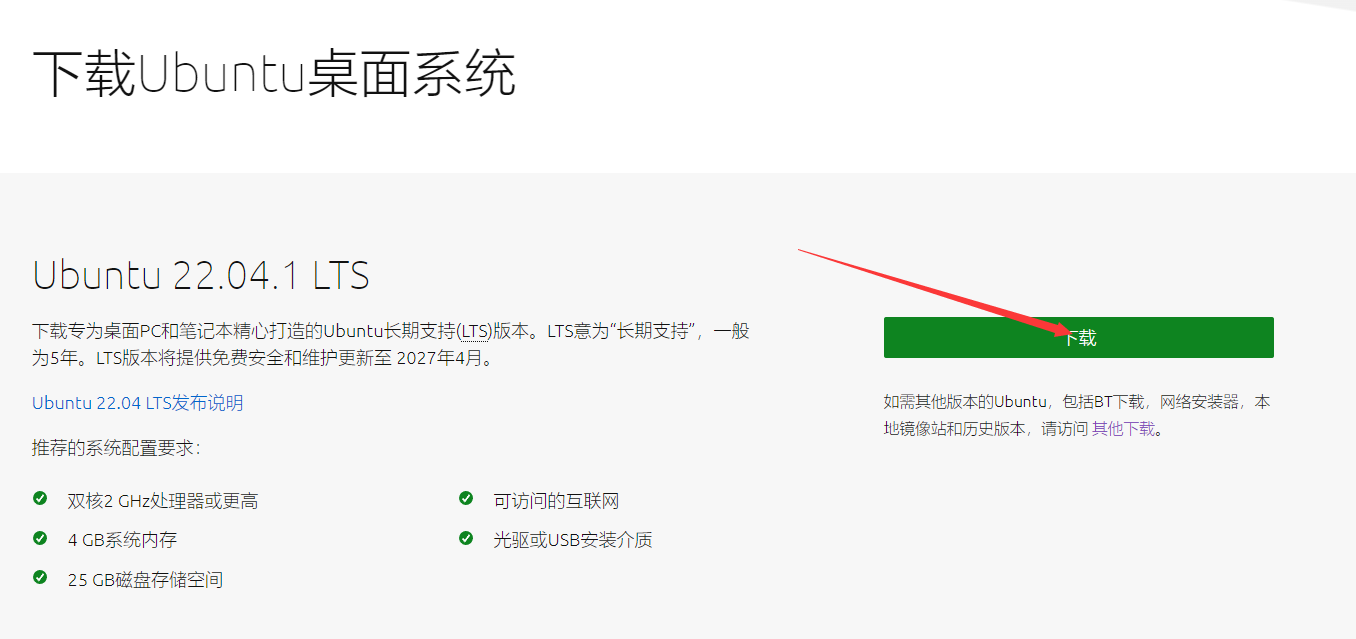 下载Ubuntu桌面系统
Ubuntu 22.04.1 LTS
下载专为桌面PC和笔记本精心打造的Ubuntu长期支持(LTS)版本。LTS意为“长期支持”，一般
为5年。LTS版本将提供免费安全和维护更新至 2027年4月。
Ubuntu 22.04 LTS发布说明
推荐的系统配置要求：
双核2 GHz处理器或更高
4 GB系统内存
25 GB磁盘存储空间
可访问的互联网
光驱或USB安装介质
下载
如需其他版本的Ubuntu，包括BT下载，网络安装器，本
地镜像站和历史版本，请访问 其他下载。